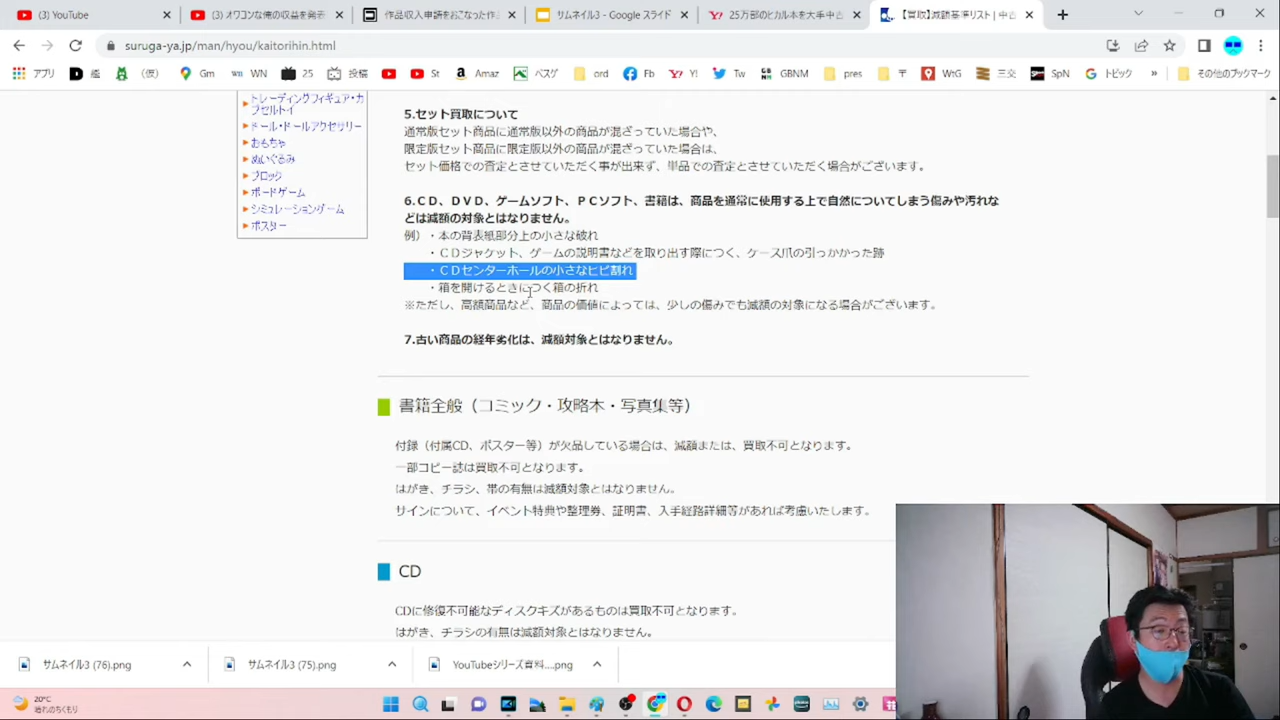 (3) YouTube
(3) オワコンな俺の収益を発表
作品収入申請をおこなった作
サムネイル3 - Google スライド
25万部のヒカル本を大手中古
【買取】減額基準リスト | 中古
suruga-ya.jp/man/hyou/kaitorihin.html
アプリ
艦
(仮)
Gm
WN
25
投稿
St
Amaz
ベスゲ
ord
Fb
Y!
Tw
GBNM
pres
〒
WtG
三交
SpN
トピック
»
その他のブックマーク
トレーディングフィギュア・カ
プセルトイ
ドール・ドールアクセサリー
おもちゃ
ぬいぐるみ
ブロック
ボードゲーム
シミュレーションゲーム
ポスター
5.セット買取について
通常版セット商品に通常版以外の商品が混ざっていた場合や、
限定版セット商品に限定版以外の商品が混ざっていた場合は、
セット価格での査定とさせていただく事が出来ず、単品での査定とさせていただく場合がございます。
6.ＣＤ、ＤＶＤ、ゲームソフト、ＰＣソフト、書籍は、商品を通常に使用する上で自然についてしまう傷みや汚れな
どは減額の対象とはなりません。
例）・本の背表紙部分上の小さな破れ
・ＣＤジャケット、ゲームの説明書などを取り出す際につく、ケース爪の引っかかった跡
・ＣＤセンターホールの小さなヒビ割れ
・箱を開けるときにつく箱の折れ
※ただし、高額商品など、商品の価値によっては、少しの傷みでも減額の対象になる場合がございます。
7.古い商品の経年劣化は、減額対象とはなりません。
書籍全般（コミック・攻略本・写真集等）
付録（付属CD、ポスター等）が欠品している場合は、減額または、買取不可となります。
一部コピー誌は買取不可となります。
はがき、チラシ、帯の有無は減額対象とはなりません。
サインについて、イベント特典や整理券、証明書、入手経路詳細等があれば考慮いたします。
CD
CDに修復不可能なディスクキズがあるものは買取不可となります。
はがき、チラシの有無は減額対象とはなりません。
サムネイル3 (76).png
サムネイル3 (75).png
YouTubeシリーズ資料....png
20°C
晴れのちくもり